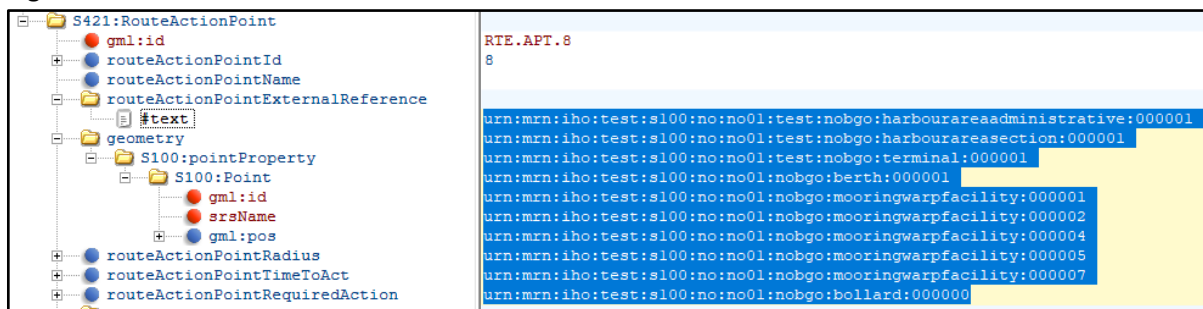 S421:RouteActionPoint
gml:id RTE.APT.8
routeActionPointId 8
routeActionPointName
routeActionPointExternalReference
#text urn:mrn:iho:test:s100:no:no01:test:nobgo:harbourareaadministrative:000001
geometry urn:mrn:iho:test:s100:no:no01:test:nobgo:harbourareasection:000001
S100:pointProperty urn:mrn:iho:test:s100:no:no01:test:nobgo:terminal:000001
S100:Point urn:mrn:iho:test:s100:no:no01:nobgo:berth:000001
gml:id urn:mrn:iho:test:s100:no:no01:nobgo:mooringwarpfacility:000001
srsName urn:mrn:iho:test:s100:no:no01:nobgo:mooringwarpfacility:000002
gml:pos urn:mrn:iho:test:s100:no:no01:nobgo:mooringwarpfacility:000004
routeActionPointRadius urn:mrn:iho:test:s100:no:no01:nobgo:mooringwarpfacility:000005
routeActionPointTimeToAct urn:mrn:iho:test:s100:no:no01:nobgo:mooringwarpfacility:000007
routeActionPointRequiredAction urn:mrn:iho:test:s100:no:no01:nobgo:bollard:000000